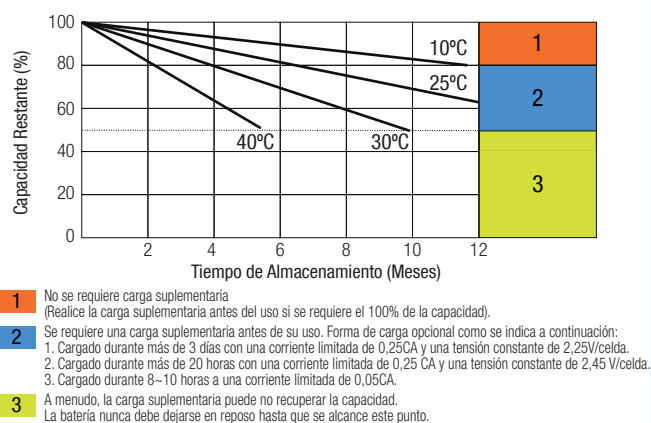 Capacidad Restante (%)
100
80
60
40
20
0
10ºC
25ºC
30ºC
40ºC
1
2
3
2
4
6
8
10
12
Tiempo de Almacenamiento (Meses)
1
No se requiere carga suplementaria
(Realice la carga suplementaria antes del uso si se requiere el 100% de la capacidad).
2
Se requiere una carga suplementaria antes de su uso. Forma de carga opcional como se indica a continuación:
1. Cargado durante más de 3 días con una corriente limitada de 0,25CA y una tensión constante de 2,25V/celda.
2. Cargado durante más de 20 horas con una corriente limitada de 0,25 CA y una tensión constante de 2,45 V/celda.
3. Cargado durante 8~10 horas a una corriente limitada de 0,05CA.
3
A menudo, la carga suplementaria puede no recuperar la capacidad.
La batería nunca debe dejarse en reposo hasta que se alcance este punto.